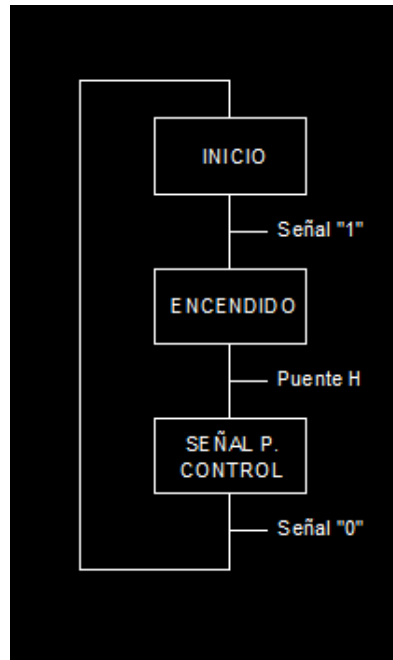 INICIO
Señal "1"
ENCENDIDO
Puente H
SEÑAL P.
CONTROL
Señal "0"